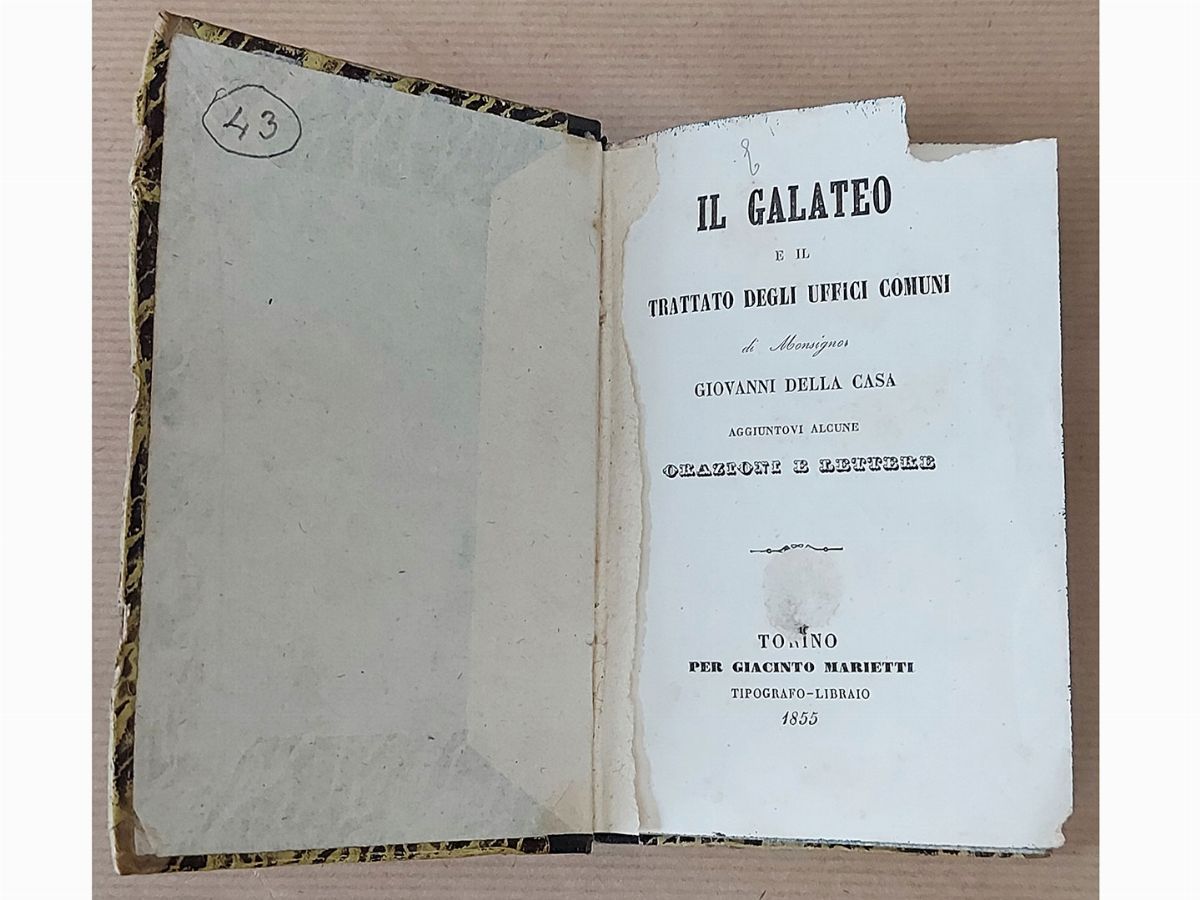 43
IL GALATEO
E IL
TRATTATO DEGLI UFFICI COMUNI
di Monsignor
GIOVANNI DELLA CASA
AGGIUNTOVI ALCUNE
ORAZIONI E LETTERE
TORINO
PER GIACINTO MARIETTI
TIPOGRAFO-LIBRAIO
1855